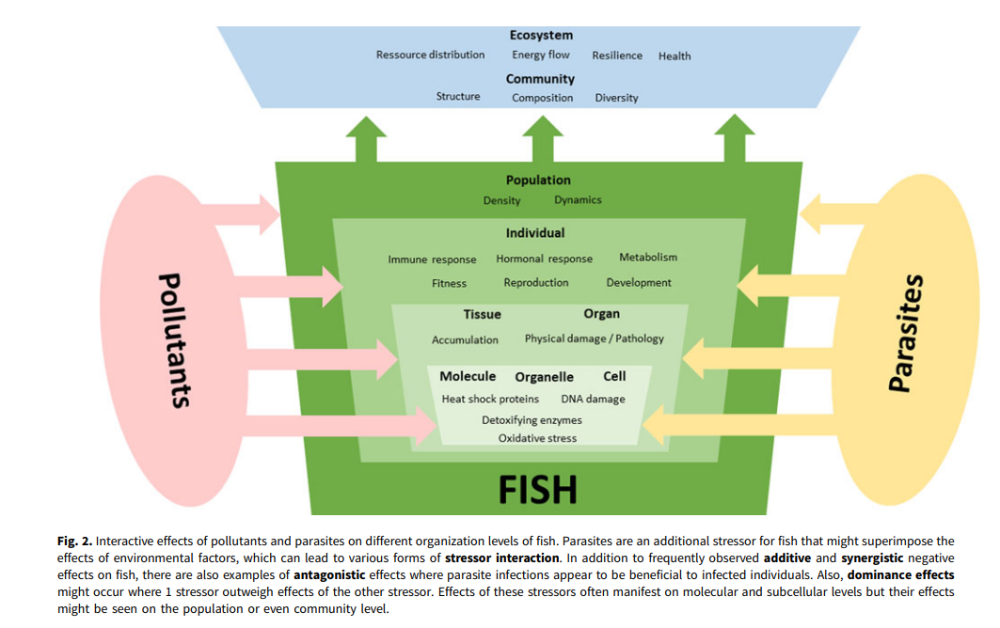 Ecosystem
Ressource distribution Energy flow Resilience Health
Community
Structure Composition Diversity
Population
Density Dynamics
Individual
Immune response Hormonal response Metabolism
Fitness Reproduction Development
Tissue Organ
Accumulation Physical damage / Pathology
Molecule Organelle Cell
Heat shock proteins DNA damage
Detoxifying enzymes
Oxidative stress
FISH
Pollutants
Parasites
Fig. 2. Interactive effects of pollutants and parasites on different organization levels of fish. Parasites are an additional stressor for fish that might superimpose the
effects of environmental factors, which can lead to various forms of stressor interaction. In addition to frequently observed additive and synergistic negative
effects on fish, there are also examples of antagonistic effects where parasite infections appear to be beneficial to infected individuals. Also, dominance effects
might occur where 1 stressor outweigh effects of the other stressor. Effects of these stressors often manifest on molecular and subcellular levels but their effects
might be seen on the population or even community level.